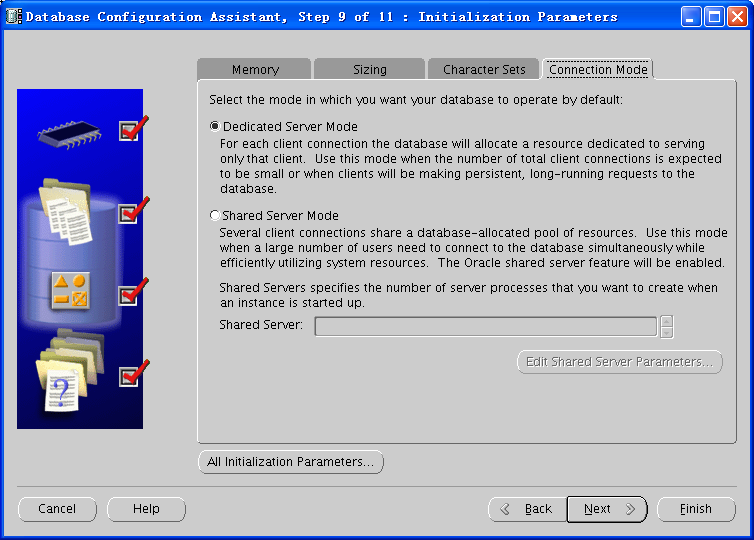 Database Configuration Assistant, Step 9 of 11 : Initialization Parameters
Memory
Sizing
Character Sets
Connection Mode
Select the mode in which you want your database to operate by default:
Dedicated Server Mode
For each client connection the database will allocate a resource dedicated to serving
only that client. Use this mode when the number of total client connections is expected
to be small or when clients will be making persistent, long-running requests to the
database.
Shared Server Mode
Several client connections share a database-allocated pool of resources. Use this mode
when a large number of users need to connect to the database simultaneously while
efficiently utilizing system resources. The Oracle shared server feature will be enabled.
Shared Servers specifies the number of server processes that you want to create when
an instance is started up.
Shared Server:
Edit Shared Server Parameters...
All Initialization Parameters...
Cancel
Help
Back
Next
Finish